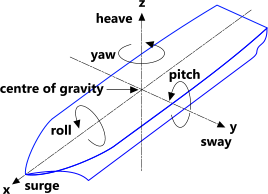 z
heave
yaw
pitch
centre of gravity
roll
y
sway
surge
x